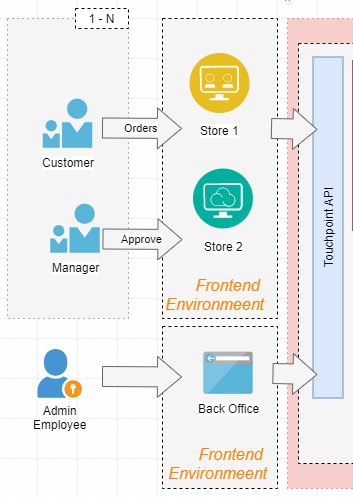 1 - N
Customer
Orders
Store 1
Manager
Approve
Store 2
Frontend
Environmeent
Touchpoint API
Admin
Employee
Back Office
Frontend
Environmeent